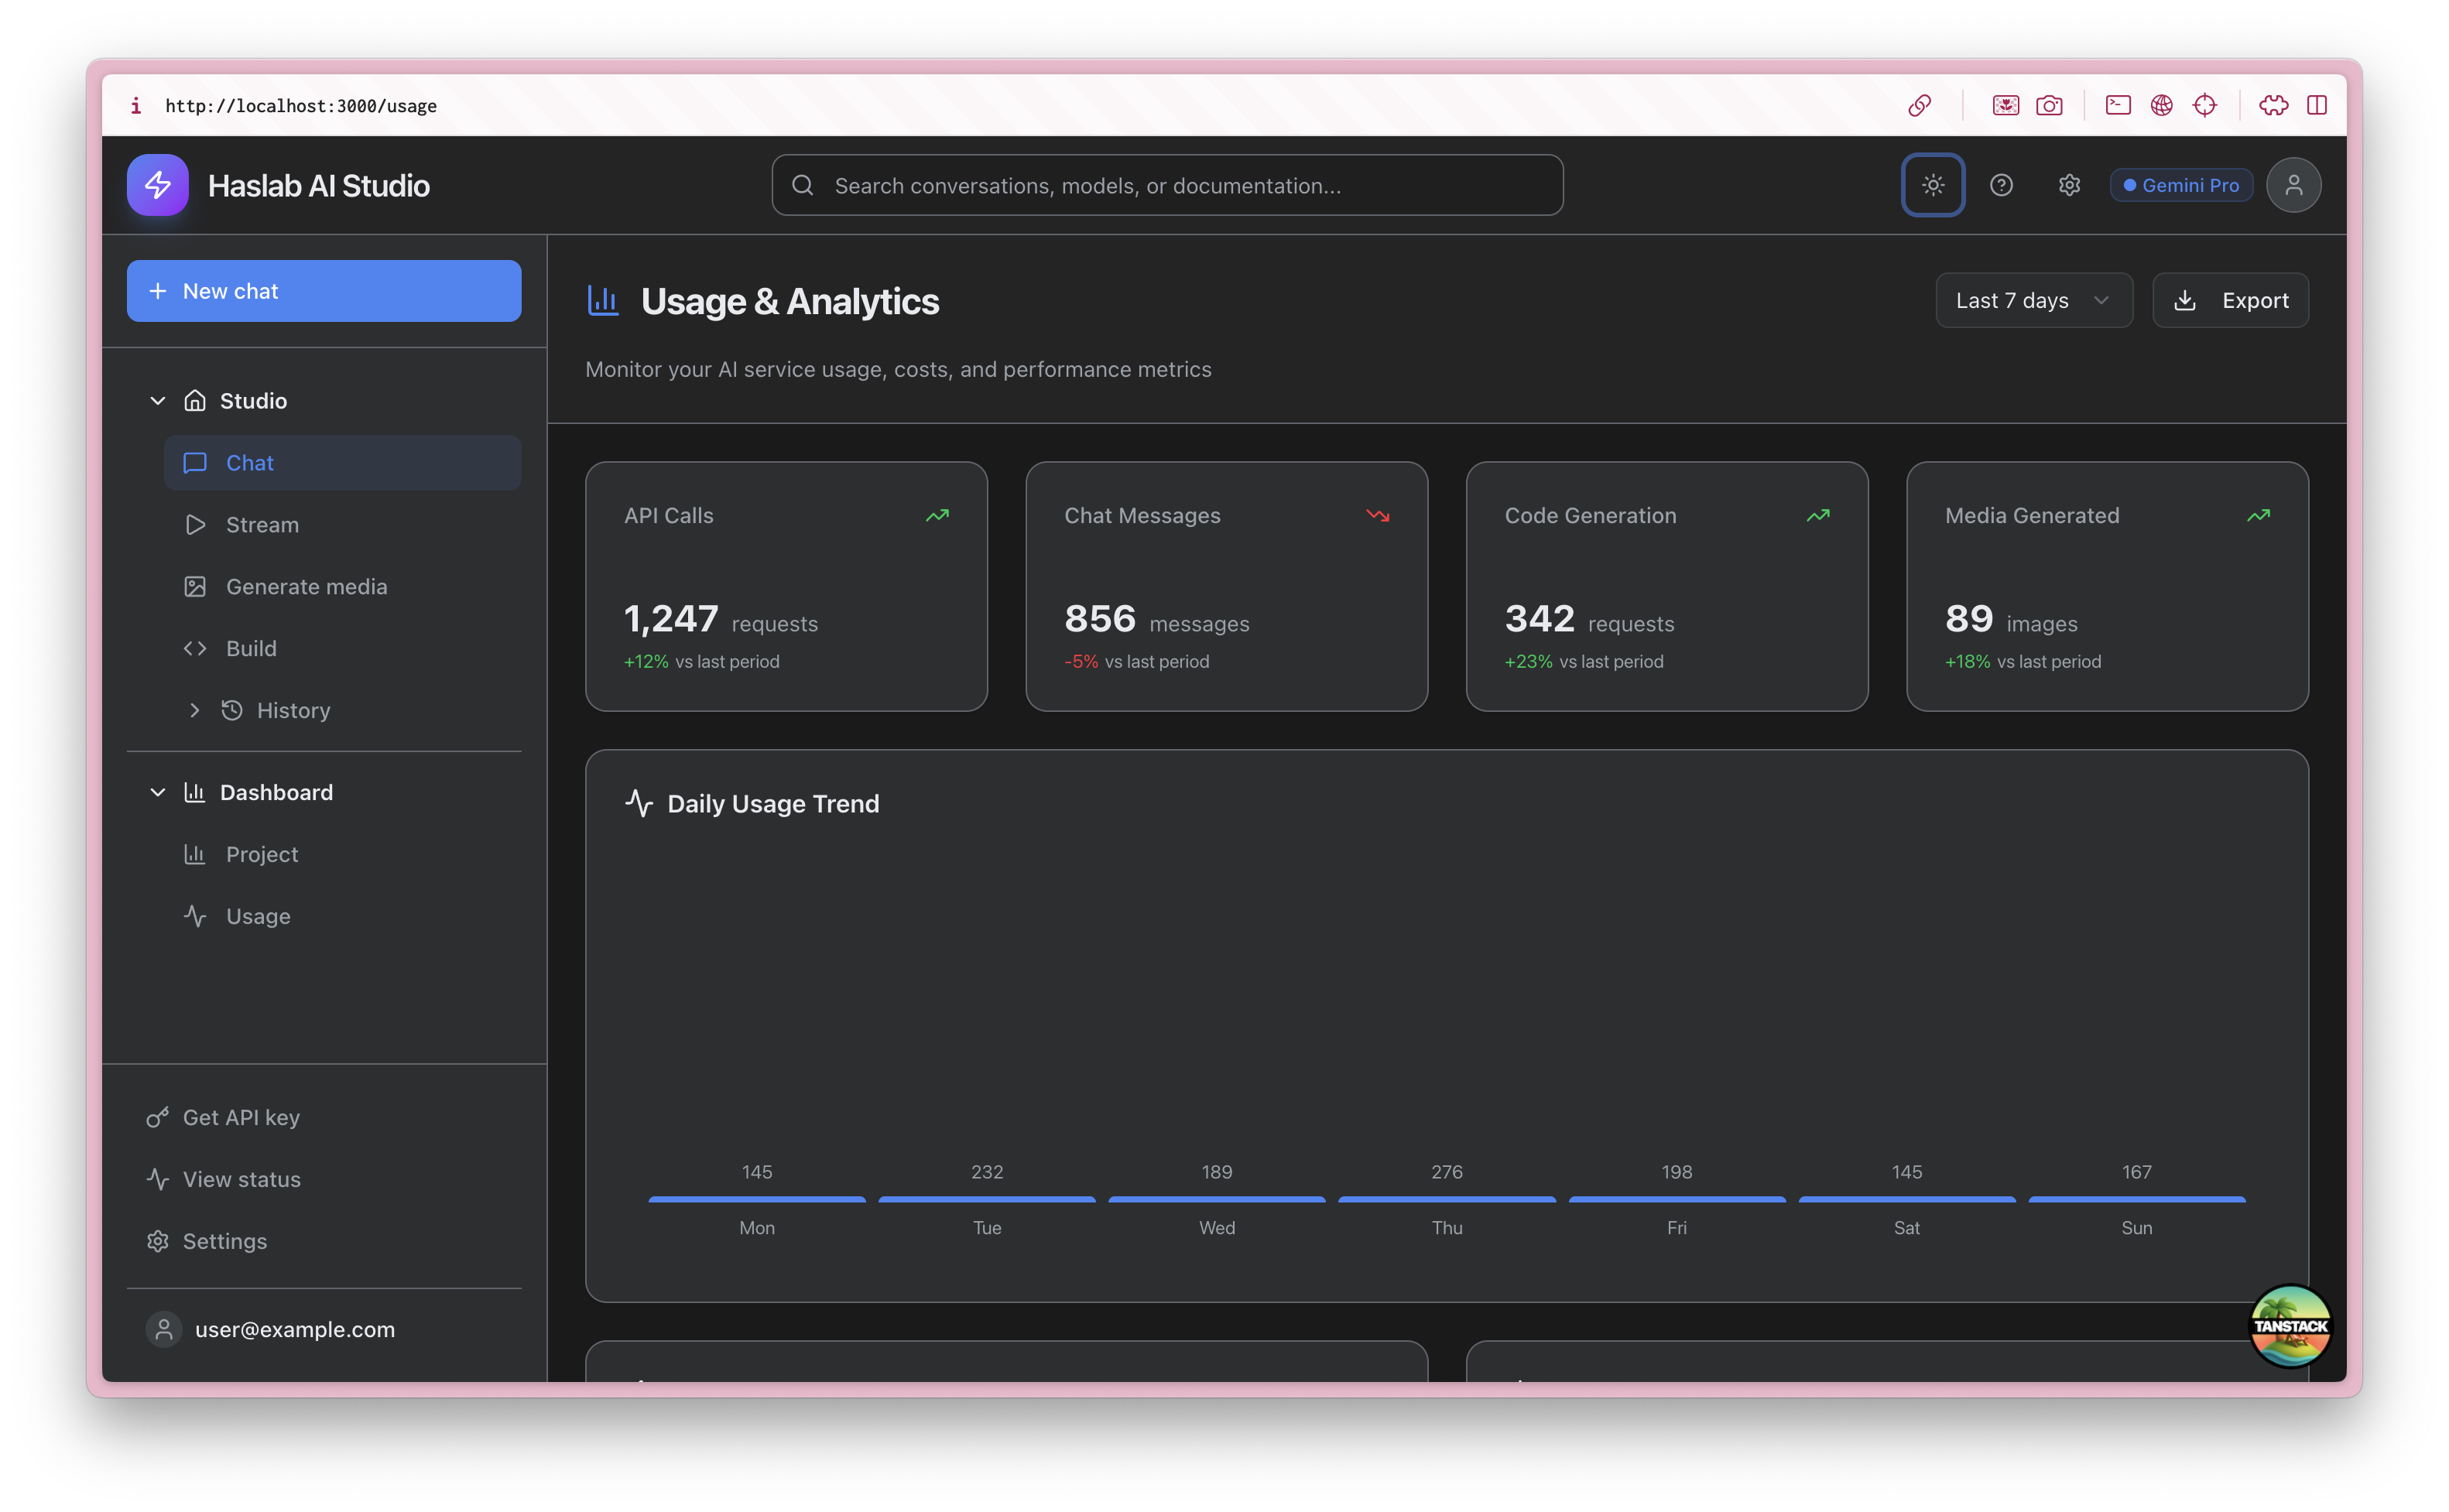 http://localhost:3000/usage
Haslab AI Studio
Search conversations, models, or documentation...
Gemini Pro
New chat
Studio
Chat
Stream
Generate media
Build
History
Dashboard
Project
Usage
Get API key
View status
Settings
user@example.com
Usage & Analytics
Last 7 days
Export
Monitor your AI service usage, costs, and performance metrics
API Calls
1,247 requests
+12% vs last period
Chat Messages
856 messages
-5% vs last period
Code Generation
342 requests
+23% vs last period
Media Generated
89 images
+18% vs last period
Daily Usage Trend
145 232 189 276 198 145 167
Mon Tue Wed Thu Fri Sat Sun
TANSTACK